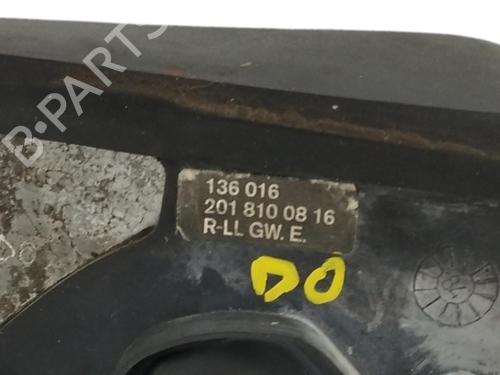 B-PARTS
136 016
201 810 08 16
R-LL GW. E.
DO